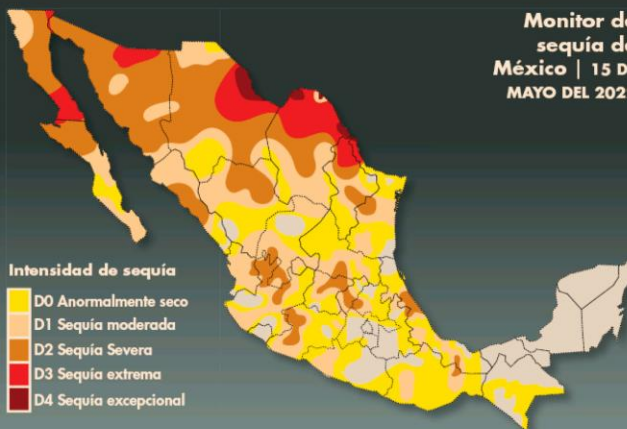 Monitor de
sequía de
México | 15 D
MAYO DEL 202
Intensidad de sequía
D0 Anormalmente seco
D1 Sequía moderada
D2 Sequía Severa
D3 Sequía extrema
D4 Sequía excepcional